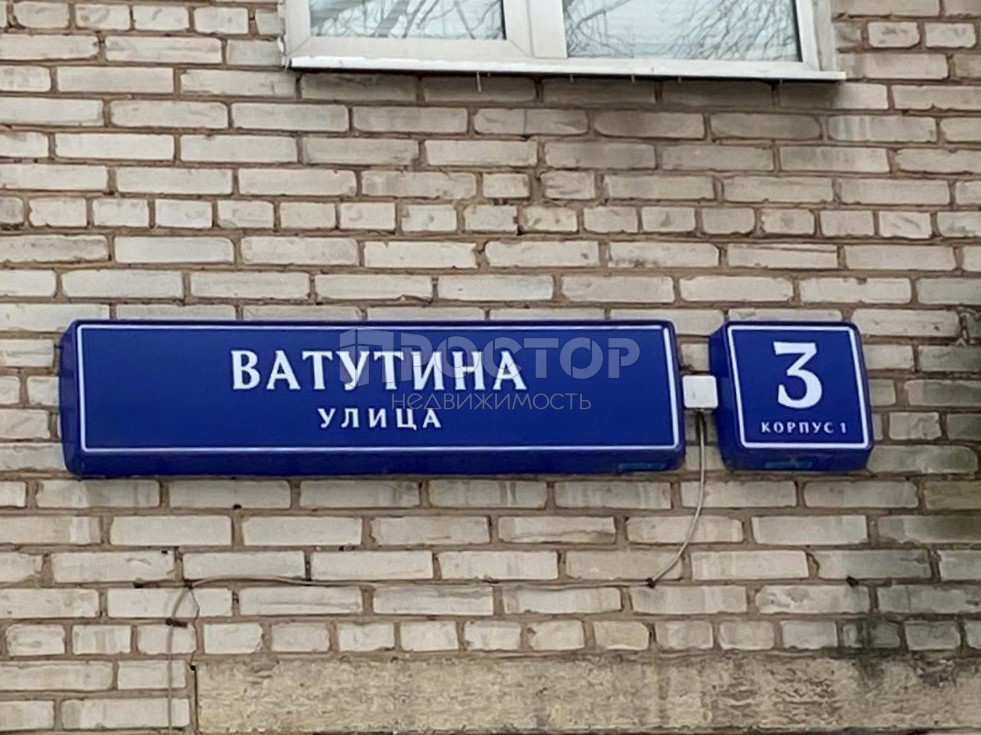 ВАТУТИНА
УЛИЦА
3
КОРПУС 1
ПРОСТОР
недвижимость